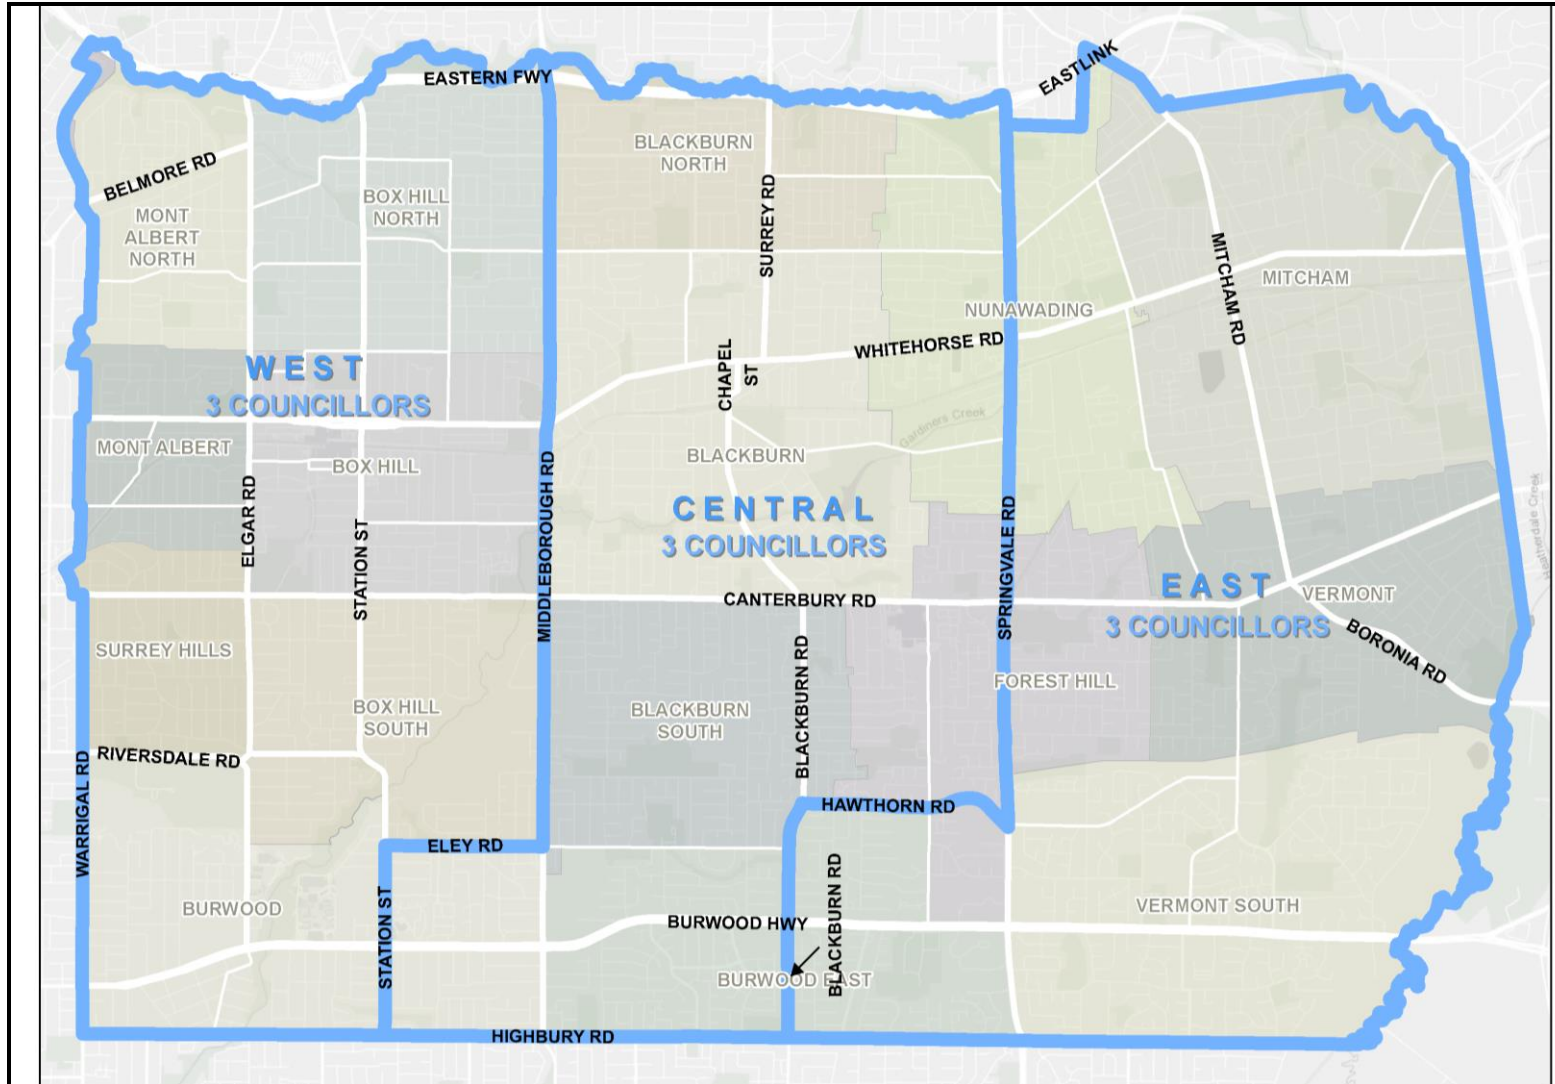 EASTERN FWY
EASTLINK
BELMORE RD
BLACKBURN
NORTH
BOX HILL
NORTH
MONT
ALBERT
NORTH
SURREY RD
MITCHAM RD
MITCHAM
NUNAWADING
WHITEHORSE RD
CHAPEL
ST
WEST
3 COUNCILLORS
Gardiners Creek
MONT ALBERT
BOX HILL
BLACKBURN
ELGAR RD
STATION ST
MIDDLEBOROUGH RD
CENTRAL
3 COUNCILLORS
SPRINGVALE RD
Heatherdale Creek
EAST
3 COUNCILLORS
VERMONT
CANTERBURY RD
BORONIA RD
SURREY HILLS
BLACKBURN RD
FOREST HILL
BOX HILL
SOUTH
BLACKBURN
SOUTH
RIVERSDALE RD
WARRIGAL RD
HAWTHORN RD
ELEY RD
BLACKBURN RD
BURWOOD
STATION ST
BURWOOD HWY
VERMONT SOUTH
BURWOOD EAST
HIGHBURY RD